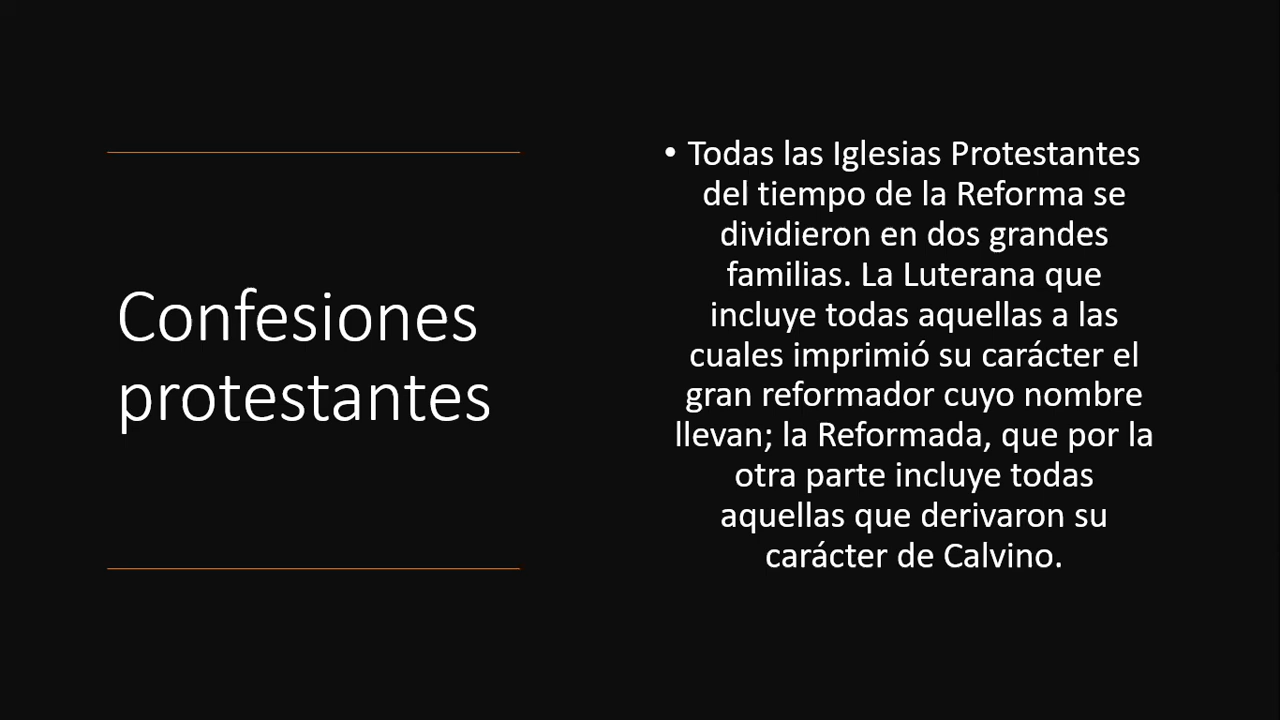 Confesiones
protestantes
• Todas las Iglesias Protestantes
del tiempo de la Reforma se
dividieron en dos grandes
familias. La Luterana que
incluye todas aquellas a las
cuales imprimió su carácter el
gran reformador cuyo nombre
llevan; la Reformada, que por la
otra parte incluye todas
aquellas que derivaron su
carácter de Calvino.